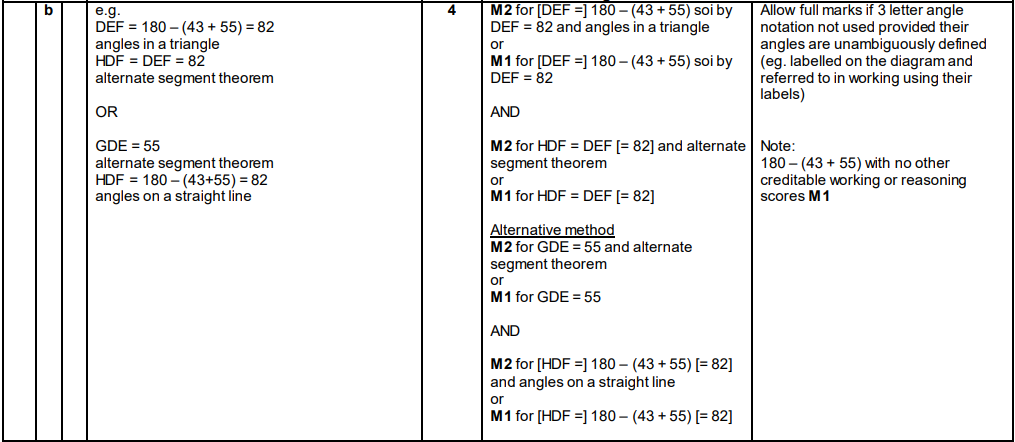 b
e.g.
DEF = 180 – (43 + 55) = 82
angles in a triangle
HDF = DEF = 82
alternate segment theorem
OR
GDE = 55
alternate segment theorem
HDF = 180 – (43+55) = 82
angles on a straight line
4
M2 for [DEF =] 180 – (43 + 55) soi by
DEF = 82 and angles in a triangle
or
M1 for [DEF =] 180 – (43 + 55) soi by
DEF = 82
AND
M2 for HDF = DEF [= 82] and alternate
segment theorem
or
M1 for HDF = DEF [= 82]
Alternative method
M2 for GDE = 55 and alternate
segment theorem
or
M1 for GDE = 55
AND
M2 for [HDF =] 180 – (43 + 55) [= 82]
and angles on a straight line
or
M1 for [HDF =] 180 – (43 + 55) [= 82]
Allow full marks if 3 letter angle
notation not used provided their
angles are unambiguously defined
(eg. labelled on the diagram and
referred to in working using their
labels)
Note:
180 – (43 + 55) with no other
creditable working or reasoning
scores M1